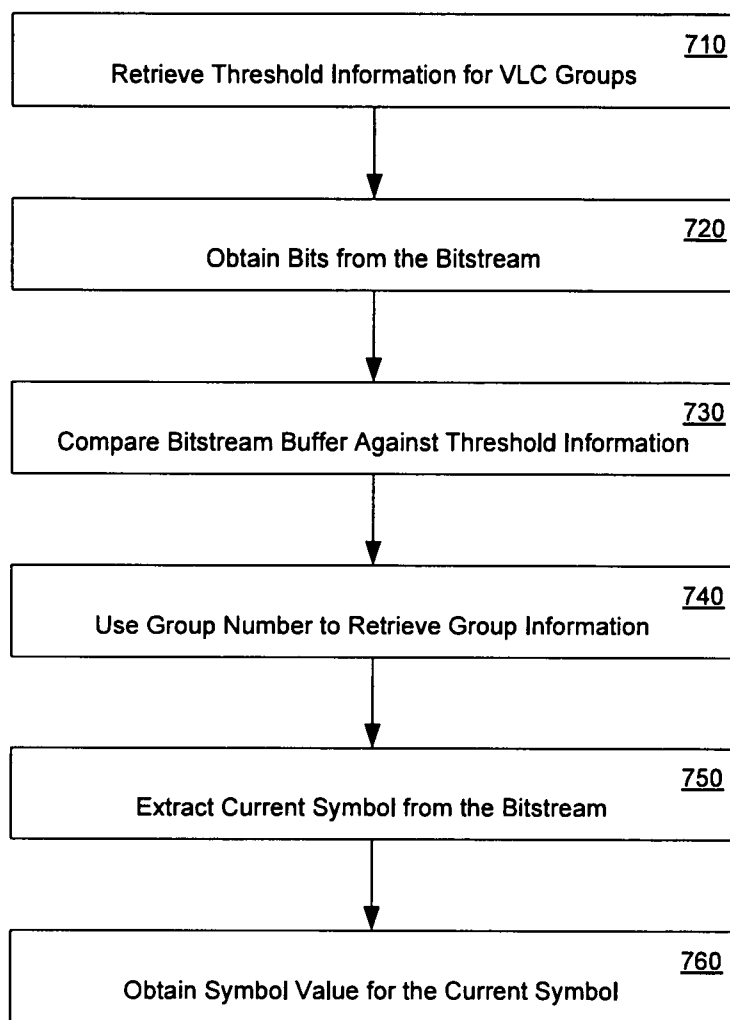 710
Retrieve Threshold Information for VLC Groups
720
Obtain Bits from the Bitstream
730
Compare Bitstream Buffer Against Threshold Information
740
Use Group Number to Retrieve Group Information
750
Extract Current Symbol from the Bitstream
760
Obtain Symbol Value for the Current Symbol